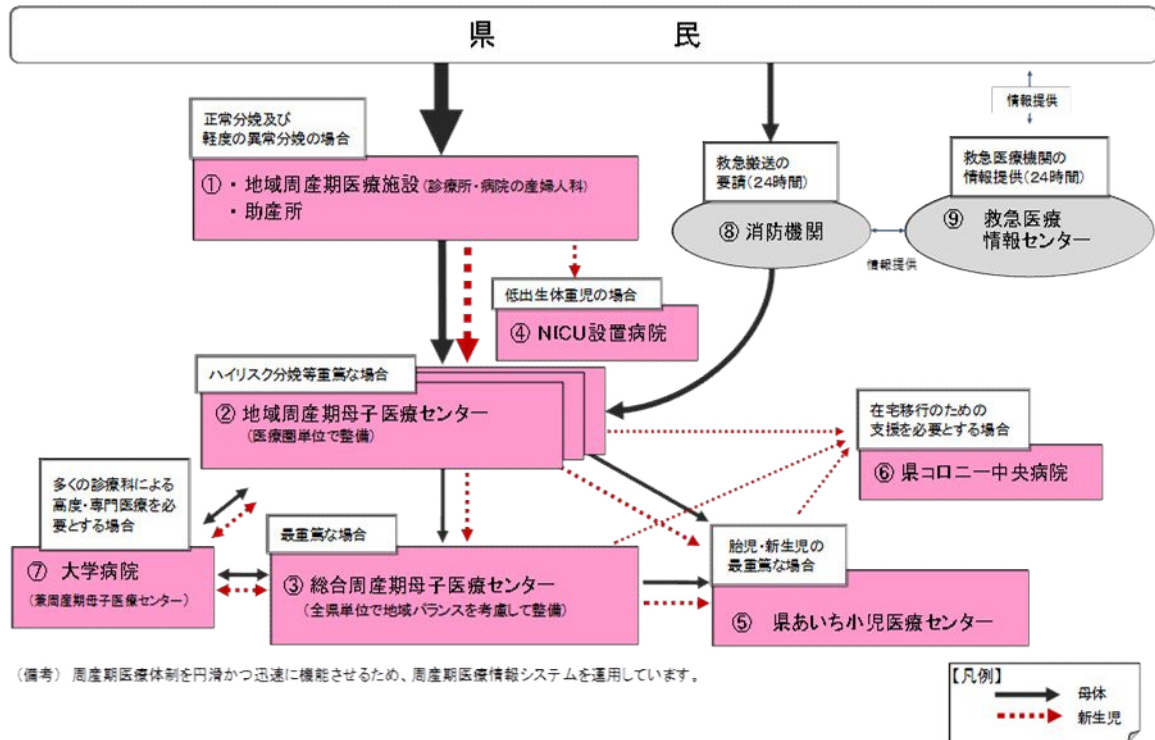 県 民
情報提供
正常分娩及び
軽度の異常分娩の場合
① ・地域周産期医療施設(診療所・病院の産婦人科)
・助産所
救急搬送の
要請(24時間)
⑧ 消防機関
情報提供
救急医療機関の
情報提供(24時間)
⑨ 救急医療
情報センター
低出生体重児の場合
④ NICU設置病院
ハイリスク分娩等重篤な場合
② 地域周産期母子医療センター
(医療圏単位で整備)
在宅移行のための
支援を必要とする場合
⑥ 県コロニー中央病院
多くの診療科による
高度・専門医療を必
要とする場合
⑦ 大学病院
(兼周産期母子医療センター)
最重篤な場合
③ 総合周産期母子医療センター
(全県単位で地域バランスを考慮して整備)
胎児・新生児の
最重篤な場合
⑤ 県あいち小児医療センター
(備考) 周産期医療体制を円滑かつ迅速に機能させるため、周産期医療情報システムを運用しています。
【凡例】
母体
新生児